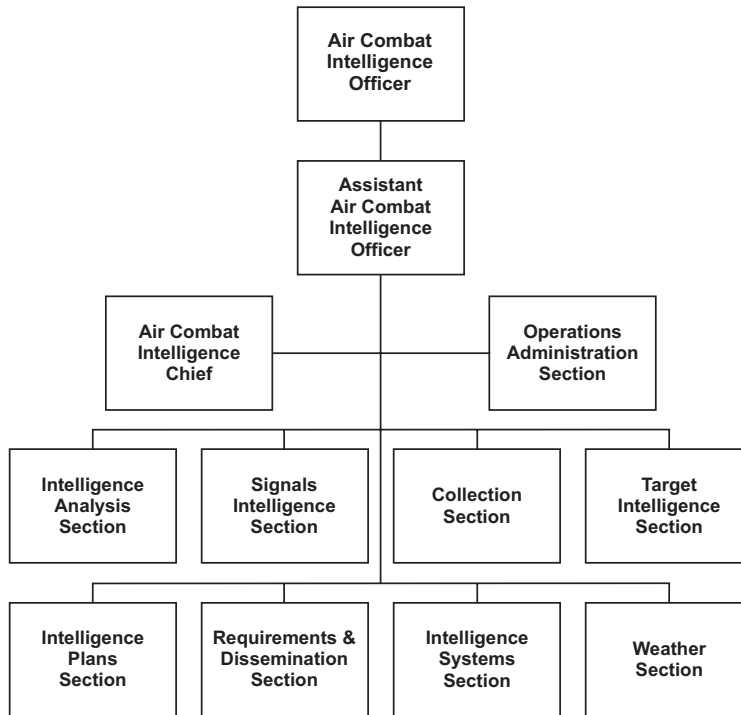 Air Combat
Intelligence
Officer
Assistant
Air Combat
Intelligence
Officer
Air Combat
Intelligence
Chief
Operations
Administration
Section
Intelligence
Analysis
Section
Signals
Intelligence
Section
Collection
Section
Target
Intelligence
Section
Intelligence
Plans
Section
Requirements &
Dissemination
Section
Intelligence
Systems
Section
Weather
Section